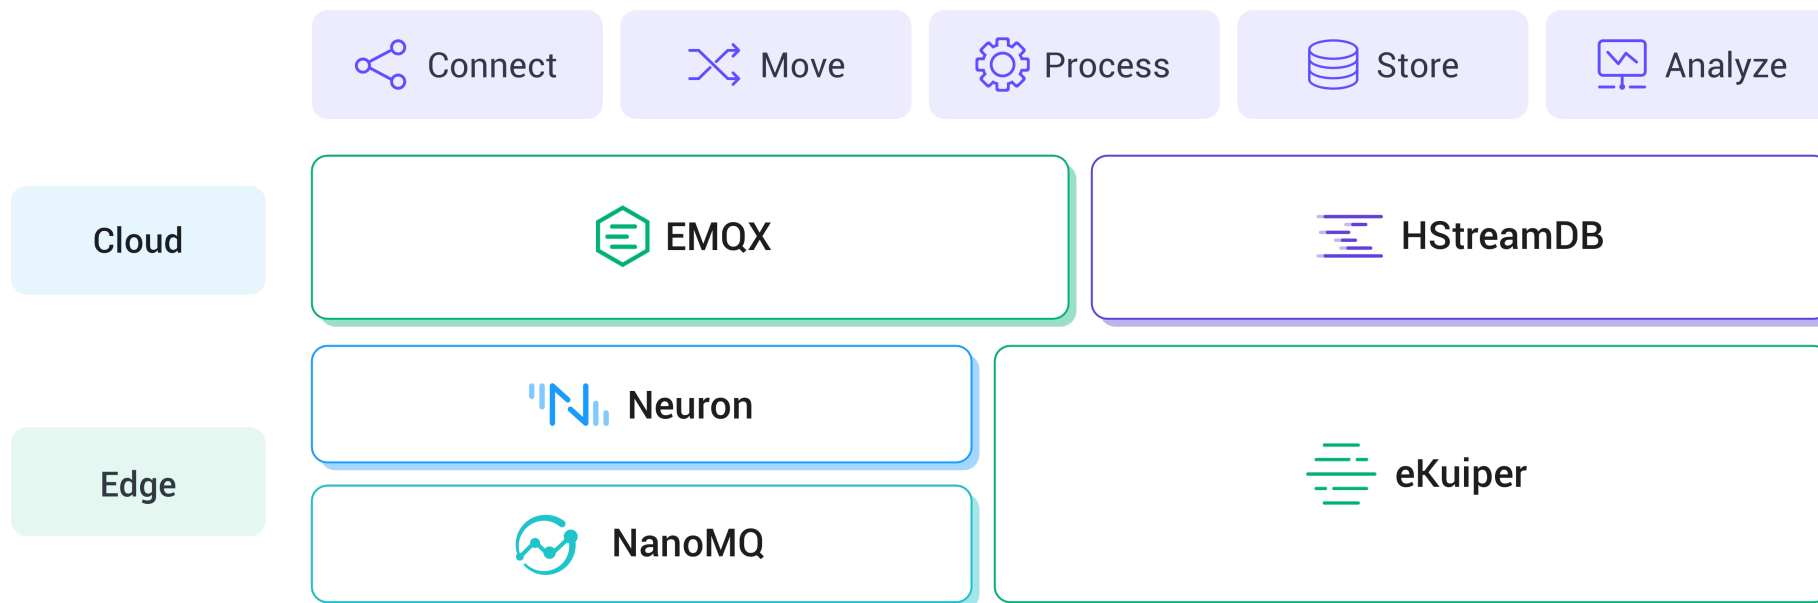 Connect
Move
Process
Store
Analyze
Cloud
EMQX
HStreamDB
Edge
Neuron
NanoMQ
eKuiper